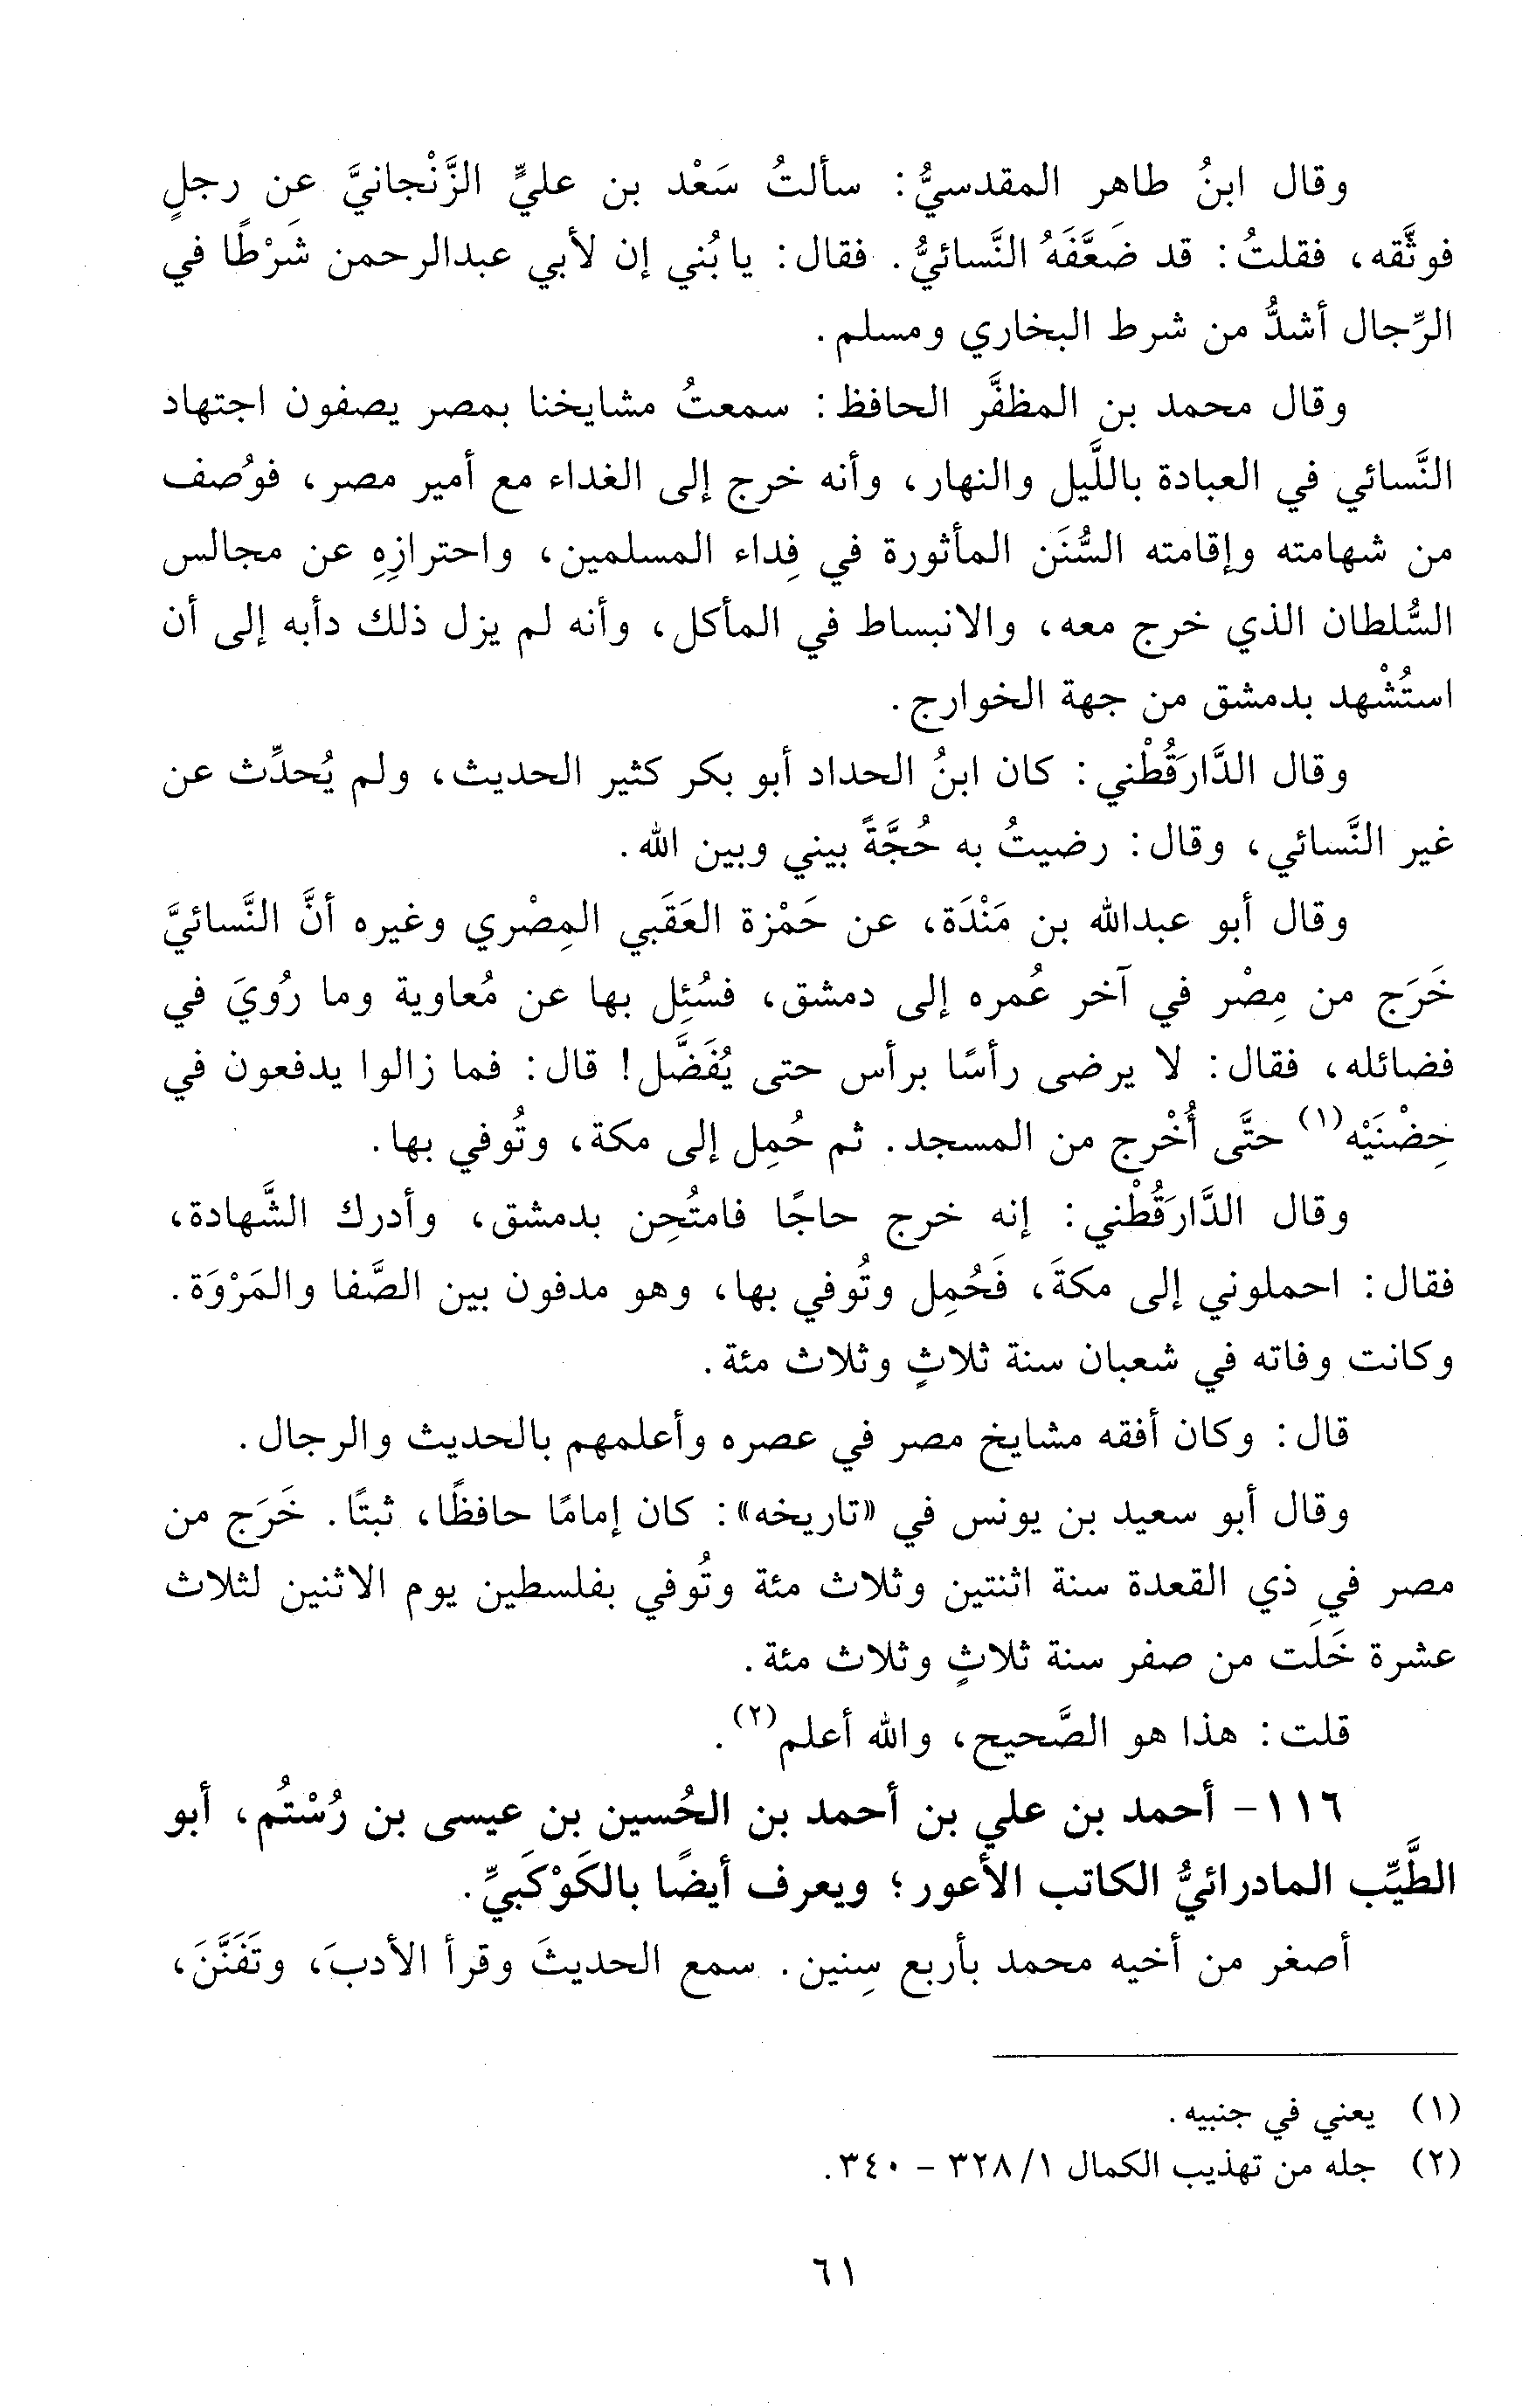 وقال ابنُ طاهر المقدسيُّ: سألتُ سَعْد بن عليٍّ الزَّنْجانيَّ عن رجلٍ
فوثَّقه، فقلتُ: قد ضَعَّفَهُ النَّسائيُّ. فقال: يا بُني إن لأبي عبدالرحمن شَرْطًا في
الرِّجال أشدُّ من شرط البخاري ومسلم.
وقال محمد بن المظفَّر الحافظ: سمعتُ مشايخنا بمصر يصفون اجتهاد
النَّسائي في العبادة باللَّيل والنهار، وأنه خرج إلى الغداء مع أمير مصر، فوُصف
من شهامته وإقامته السُّنَن المأثورة في فِداء المسلمين، واحترازِهِ عن مجالس
السُّلطان الذي خرج معه، والانبساط في المأكل، وأنه لم يزل ذلك دأبه إلى أن
استُشْهد بدمشق من جهة الخوارج.
وقال الدَّارَقُطْني: كان ابنُ الحداد أبو بكر كثير الحديث، ولم يُحدِّث عن
غير النَّسائي، وقال: رضيتُ به حُجَّةً بيني وبين الله.
وقال أبو عبدالله بن مَنْدَة، عن حَمْزة العَقَبي المِصْري وغيره أنَّ النَّسائيَّ
خَرَج من مِصْر في آخر عُمره إلى دمشق، فسُئِل بها عن مُعاوية وما رُويَ في
فضائله، فقال: لا يرضى رأسًا برأس حتى يُفَضَّل! قال: فما زالوا يدفعون في
حِضْنَيْه(١) حتَّى أُخْرج من المسجد. ثم حُمِل إلى مكة، وتُوفي بها.
وقال الدَّارَقُطْني: إنه خرج حاجًا فامتُحِن بدمشق، وأدرك الشَّهادة،
فقال: احملوني إلى مكةَ، فَحُمِل وتُوفي بها، وهو مدفون بين الصَّفا والمَرْوَة.
وكانت وفاته في شعبان سنة ثلاثٍ وثلاث مئة.
قال: وكان أفقه مشايخ مصر في عصره وأعلمهم بالحديث والرجال.
وقال أبو سعيد بن يونس في «تاريخه»: كان إمامًا حافظًا، ثبتًا. خَرَج من
مصر في ذي القعدة سنة اثنتين وثلاث مئة وتُوفي بفلسطين يوم الاثنين لثلاث
عشرة خَلَت من صفر سنة ثلاثٍ وثلاث مئة.
قلت: هذا هو الصَّحيح، والله أعلم(٢).
١١٦- أحمد بن علي بن أحمد بن الحُسين بن عيسى بن رُسْتُم، أبو
الطَّيِّب المادرائيُّ الكاتب الأعور؛ ويعرف أيضًا بالكَوْكَبيِّ.
أصغر من أخيه محمد بأربع سِنين. سمع الحديثَ وقرأ الأدبَ، وتَفَنَّنَ،
(١) يعني في جنبيه.
(٢) جله من تهذيب الكمال ١/ ٣٢٨ - ٣٤٠.
٦١